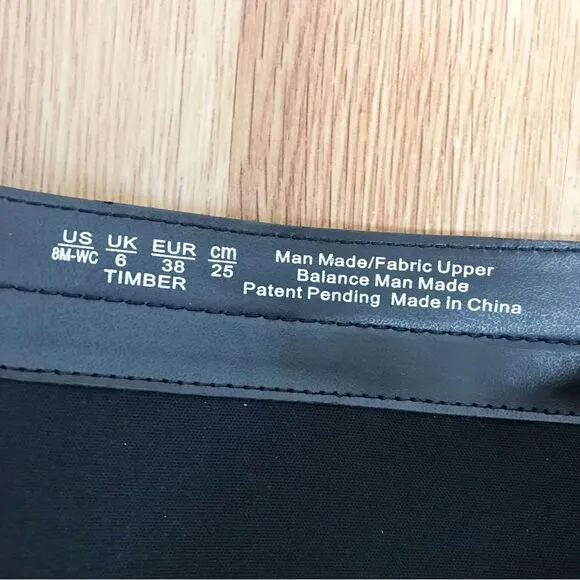 US UK EUR cm
8M-WC 6 38 25
TIMBER
Man Made/Fabric Upper
Balance Man Made
Patent Pending Made in China